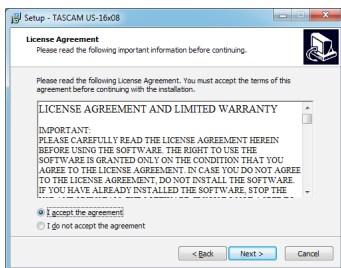 Setup - TASCAM US-16x08
License Agreement
Please read the following important information before continuing.
Please read the following License Agreement. You must accept the terms of this
agreement before continuing with the installation.
LICENSE AGREEMENT AND LIMITED WARRANTY
IMPORTANT:
PLEASE CAREFULLY READ THE LICENSE AGREEMENT HEREIN
BEFORE USING THE SOFTWARE. THE RIGHT TO USE THE
SOFTWARE IS GRANTED ONLY ON THE CONDITION THAT YOU
AGREE TO THE LICENSE AGREEMENT. IN CASE YOU DO NOT AGREE
TO THE LICENSE AGREEMENT, DO NOT INSTALL THE SOFTWARE.
IF YOU HAVE ALREADY INSTALLED THE SOFTWARE, STOP THE
I accept the agreement
I do not accept the agreement
< Back
Next >
Cancel